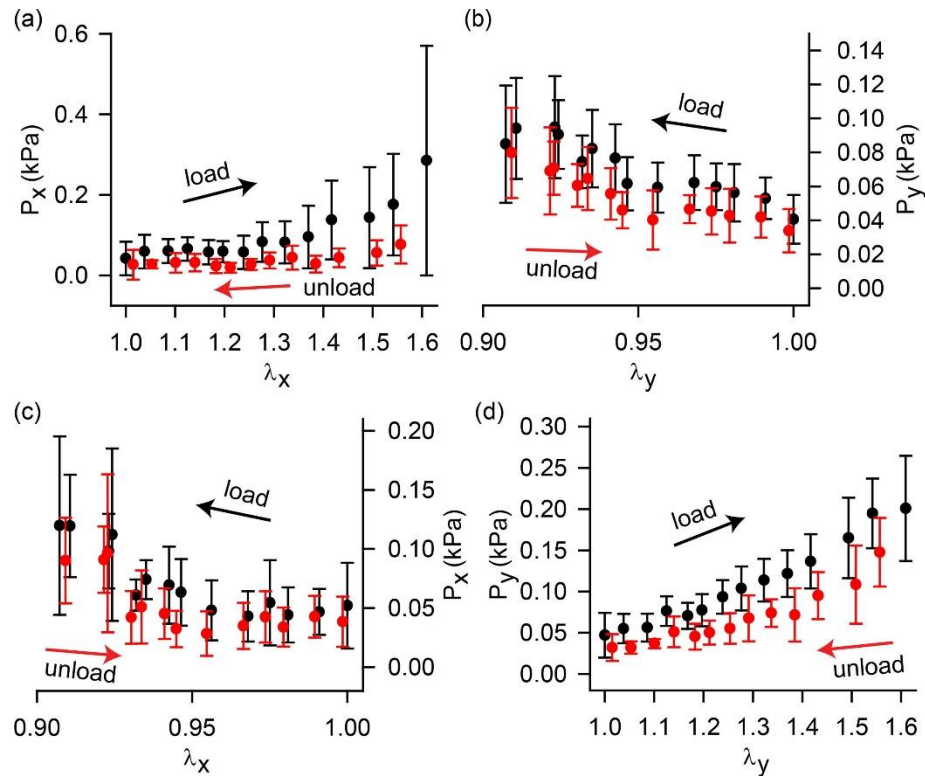 (a)
0.6
0.4
0.2
0.0
P_x (kPa)
load
unload
1.0 1.1 1.2 1.3 1.4 1.5 1.6
λ_x
(b)
0.14
0.12
0.10
0.08
0.06
0.04
0.02
0.00
P_y (kPa)
load
unload
0.90 0.95 1.00
λ_y
(c)
0.20
0.15
0.10
0.05
0.00
P_x (kPa)
load
unload
0.90 0.95 1.00
λ_x
(d)
0.30
0.25
0.20
0.15
0.10
0.05
0.00
P_y (kPa)
load
unload
1.0 1.1 1.2 1.3 1.4 1.5 1.6
λ_y